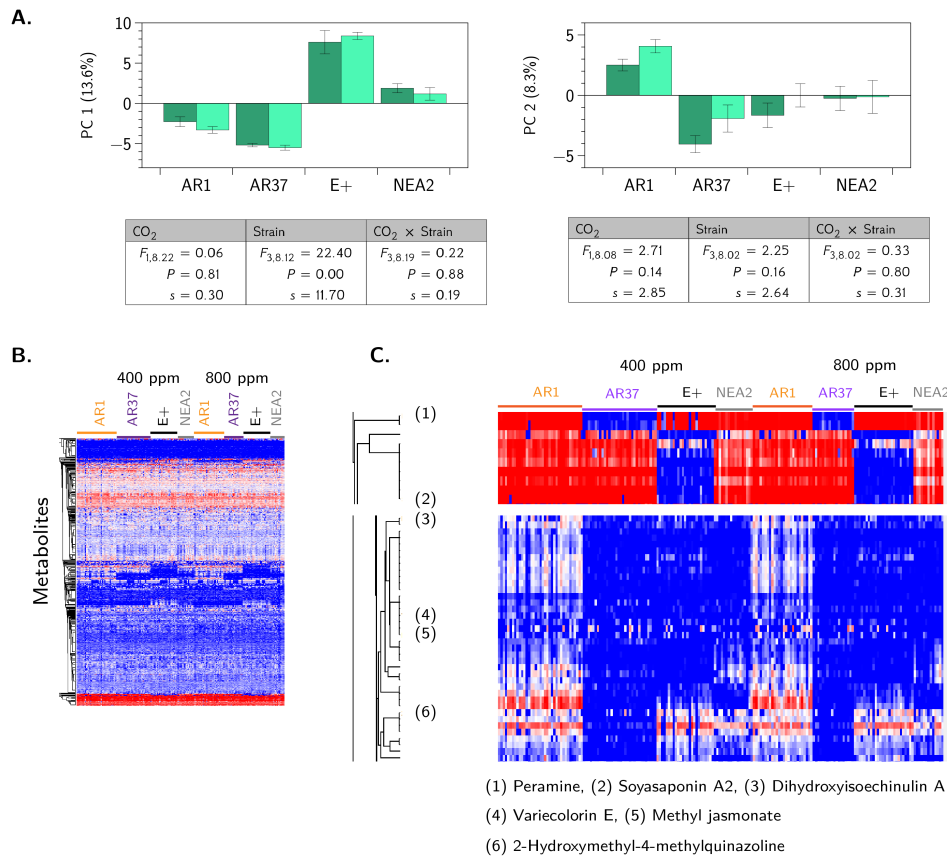 A.
PC 1 (13.6%)
10
5
0
−5
AR1 AR37 E+ NEA2
PC 2 (8.3%)
5
0
−5
AR1 AR37 E+ NEA2
CO2 Strain CO2 × Strain
F1,8.22 = 0.06 F3,8.12 = 22.40 F3,8.19 = 0.22
P = 0.81 P = 0.00 P = 0.88
s = 0.30 s = 11.70 s = 0.19
CO2 Strain CO2 × Strain
F1,8.08 = 2.71 F3,8.02 = 2.25 F3,8.02 = 0.33
P = 0.14 P = 0.16 P = 0.80
s = 2.85 s = 2.64 s = 0.31
B.
400 ppm 800 ppm
AR1 AR37 E+ NEA2 AR1 AR37 E+ NEA2
Metabolites
C.
400 ppm 800 ppm
AR1 AR37 E+ NEA2 AR1 AR37 E+ NEA2
(1)
(2)
(3)
(4)
(5)
(6)
(1) Peramine, (2) Soyasaponin A2, (3) Dihydroxyisoechinulin A
(4) Variecolorin E, (5) Methyl jasmonate
(6) 2-Hydroxymethyl-4-methylquinazoline